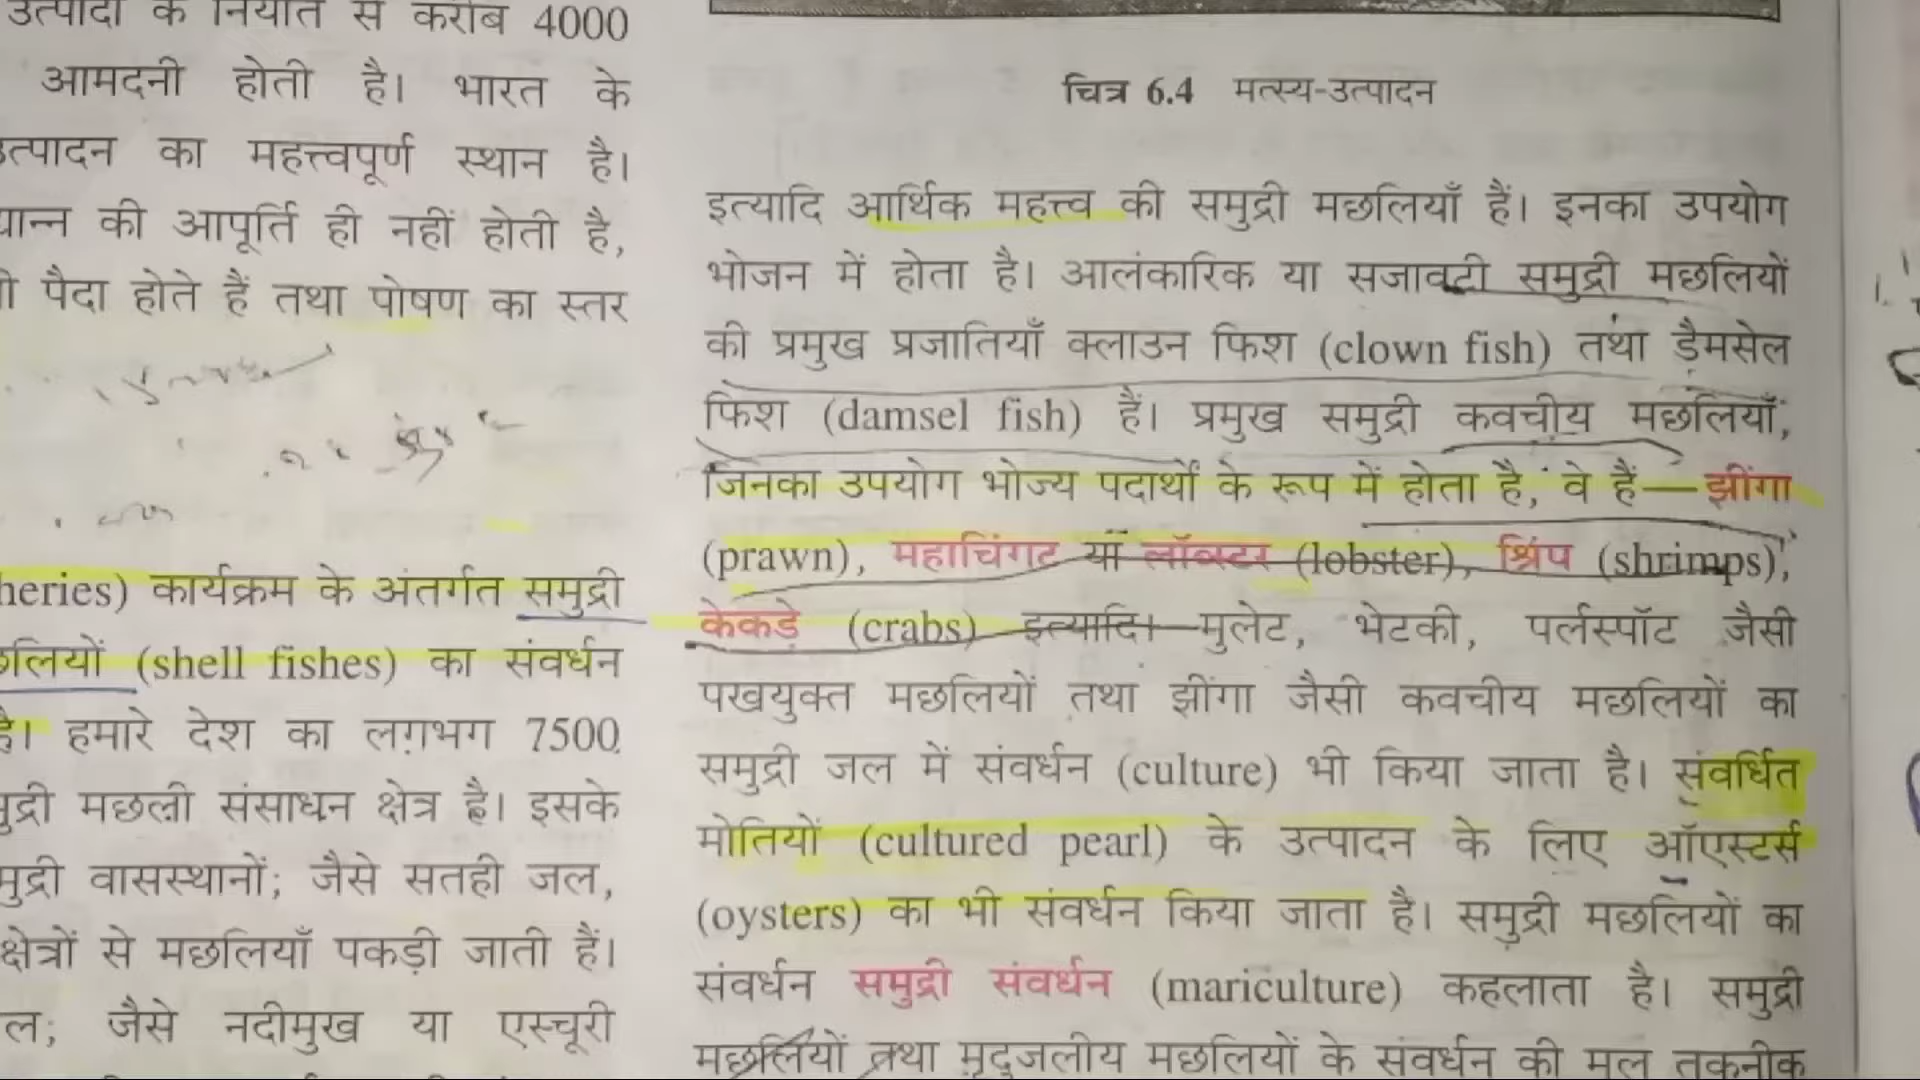 उत्पादों के निर्यात से करीब 4000
आमदनी होती है। भारत के
उत्पादन का महत्त्वपूर्ण स्थान है।
की आपूर्ति ही नहीं होती है,
पैदा होते हैं तथा पोषण का स्तर
heries) कार्यक्रम के अंतर्गत समुद्री
(shell fishes) का संवर्धन
है। हमारे देश का लगभग 7500
मछली संसाधन क्षेत्र है। इसके
वासस्थानों; जैसे सतही जल,
क्षेत्रों से मछलियाँ पकड़ी जाती हैं।
जैसे नदीमुख या एस्चूरी
चित्र 6.4 मत्स्य-उत्पादन
इत्यादि आर्थिक महत्त्व की समुद्री मछलियाँ हैं। इनका उपयोग
भोजन में होता है। आलंकारिक या सजावटी समुद्री मछलियों
की प्रमुख प्रजातियाँ क्लाउन फिश (clown fish) तथा डैमसेल
फिश (damsel fish) हैं। प्रमुख समुद्री कवचीय मछलियाँ,
जिनका उपयोग भोज्य पदार्थों के रूप में होता है, वे हैं—झींगा
(prawn), महाचिंगट या लॉब्स्टर (lobster), श्रिंप (shrimps),
केकड़े (crabs) इत्यादि। मुलेट, भेटकी, पर्लस्पॉट जैसी
पखयुक्त मछलियों तथा झींगा जैसी कवचीय मछलियों का
समुद्री जल में संवर्धन (culture) भी किया जाता है। संवर्धित
मोतियों (cultured pearl) के उत्पादन के लिए ऑएस्टर्स
(oysters) का भी संवर्धन किया जाता है। समुद्री मछलियों का
संवर्धन समुद्री संवर्धन (mariculture) कहलाता है। समुद्री
मछलियों तथा मृदुजलीय मछलियों के संवर्धन की मूल तकनीक